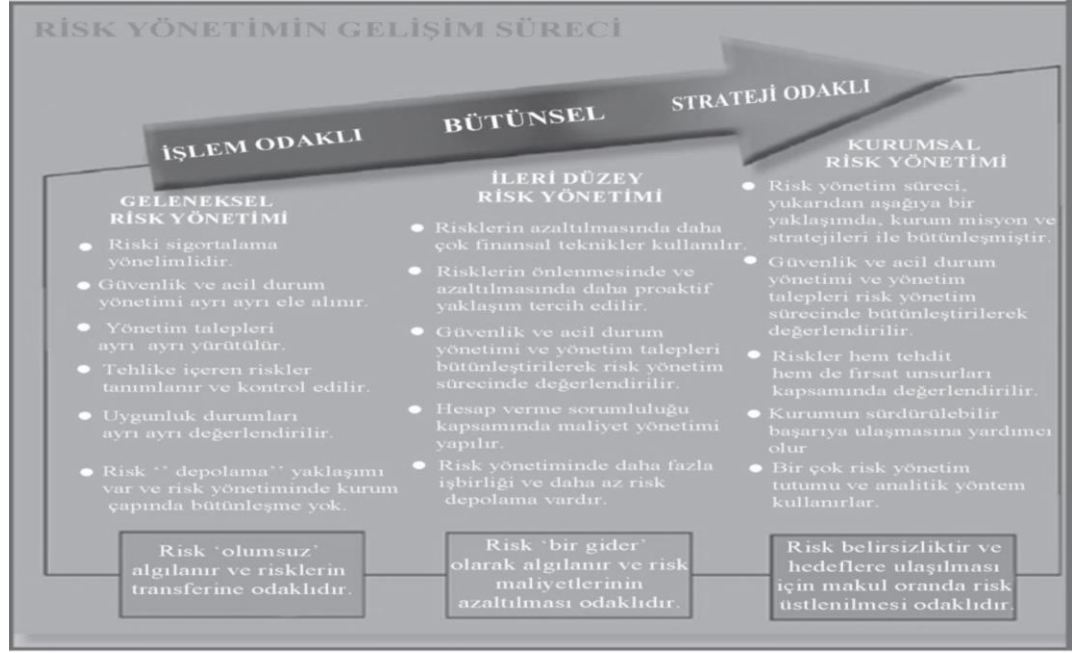 RİSK YÖNETİMİN GELİŞİM SÜRECİ
İŞLEM ODAKLI
BÜTÜNSEL
STRATEJİ ODAKLI
GELENEKSEL
RİSK YÖNETİMİ
● Riski sigortalama
yönelimlidir.
● Güvenlik ve acil durum
yönetimi ayrı ayrı ele alınır.
● Yönetim talepleri
ayrı ayrı yürütülür.
● Tehlike içeren riskler
tanımlanır ve kontrol edilir.
● Uygunluk durumları
ayrı ayrı değerlendirilir.
● Risk ‘‘ depolama’’ yaklaşımı
var ve risk yönetiminde kurum
çapında bütünleşme yok.
Risk ‘olumsuz’
algılanır ve risklerin
transferine odaklıdır.
İLERİ DÜZEY
RİSK YÖNETİMİ
● Risklerin azaltılmasında daha
çok finansal teknikler kullanılır.
● Risklerin önlenmesinde ve
azaltılmasında daha proaktif
yaklaşım tercih edilir.
● Güvenlik ve acil durum
yönetimi ve yönetim talepleri
bütünleştirilerek risk yönetim
sürecinde değerlendirilir.
● Hesap verme sorumluluğu
kapsamında maliyet yönetimi
yapılır.
● Risk yönetiminde daha fazla
işbirliği ve daha az risk
depolama vardır.
Risk ‘bir gider’
olarak algılanır ve risk
maliyetlerinin
azaltılması odaklıdır.
KURUMSAL
RİSK YÖNETİMİ
● Risk yönetim süreci,
yukarıdan aşağıya bir
yaklaşımda, kurum misyon ve
stratejileri ile bütünleşmiştir.
● Güvenlik ve acil durum
yönetimi ve yönetim
talepleri risk yönetim
sürecinde bütünleştirilerek
değerlendirilir.
● Riskler hem tehdit
hem de fırsat unsurları
kapsamında değerlendirilir.
● Kurumun sürdürülebilir
başarıya ulaşmasına yardımcı
olur
● Bir çok risk yönetim
tutumu ve analitik yöntem
kullanırlar.
Risk belirsizliktir ve
hedeflere ulaşılması
için makul oranda risk
üstlenilmesi odaklıdır.